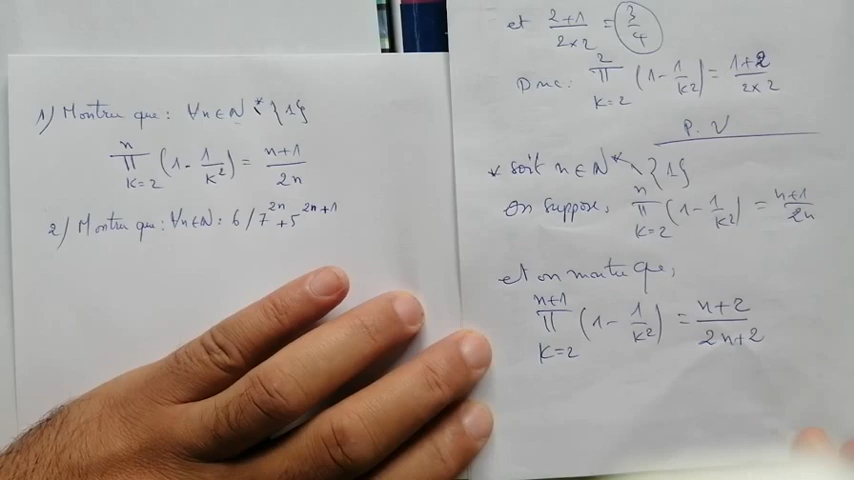 1) Montrer que : ∀n∈ℕ*\{1}
∏_{k=2}^{n} (1 - 1/k²) = (n+1)/2n
2) Montrer que : ∀n∈ℕ : 6/7^{2n} + 5^{2n+1}
et (2+1)/(2×2) = 3/4
Donc : ∏_{k=2}^{2} (1 - 1/k²) = (1+2)/(2×2)
P.V
* soit n∈ℕ*\{1}
On suppose, ∏_{k=2}^{n} (1 - 1/k²) = (n+1)/2n
et on montre que,
∏_{k=2}^{n+1} (1 - 1/k²) = (n+2)/(2n+2)